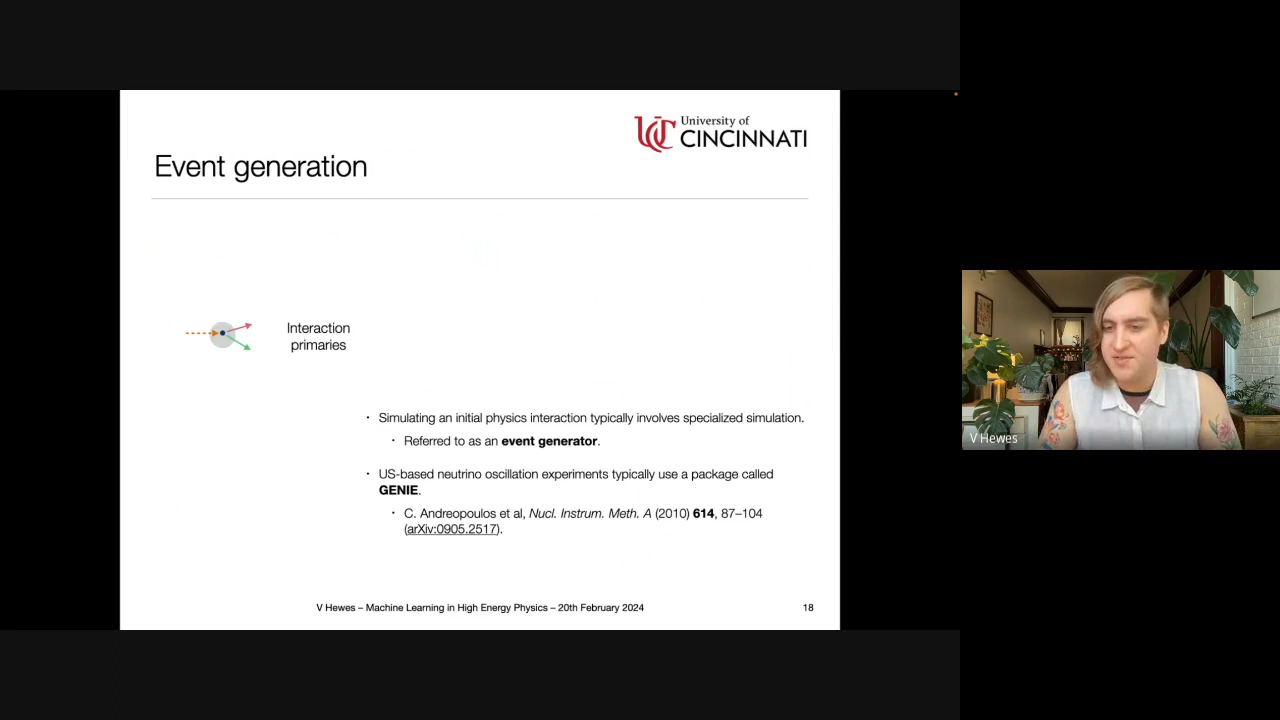 University of
CINCINNATI
Event generation
Interaction
primaries
• Simulating an initial physics interaction typically involves specialized simulation.
• Referred to as an event generator.
• US-based neutrino oscillation experiments typically use a package called
GENIE.
• C. Andreopoulos et al, Nucl. Instrum. Meth. A (2010) 614, 87–104
(arXiv:0905.2517).
V Hewes
V Hewes – Machine Learning in High Energy Physics – 20th February 2024
18